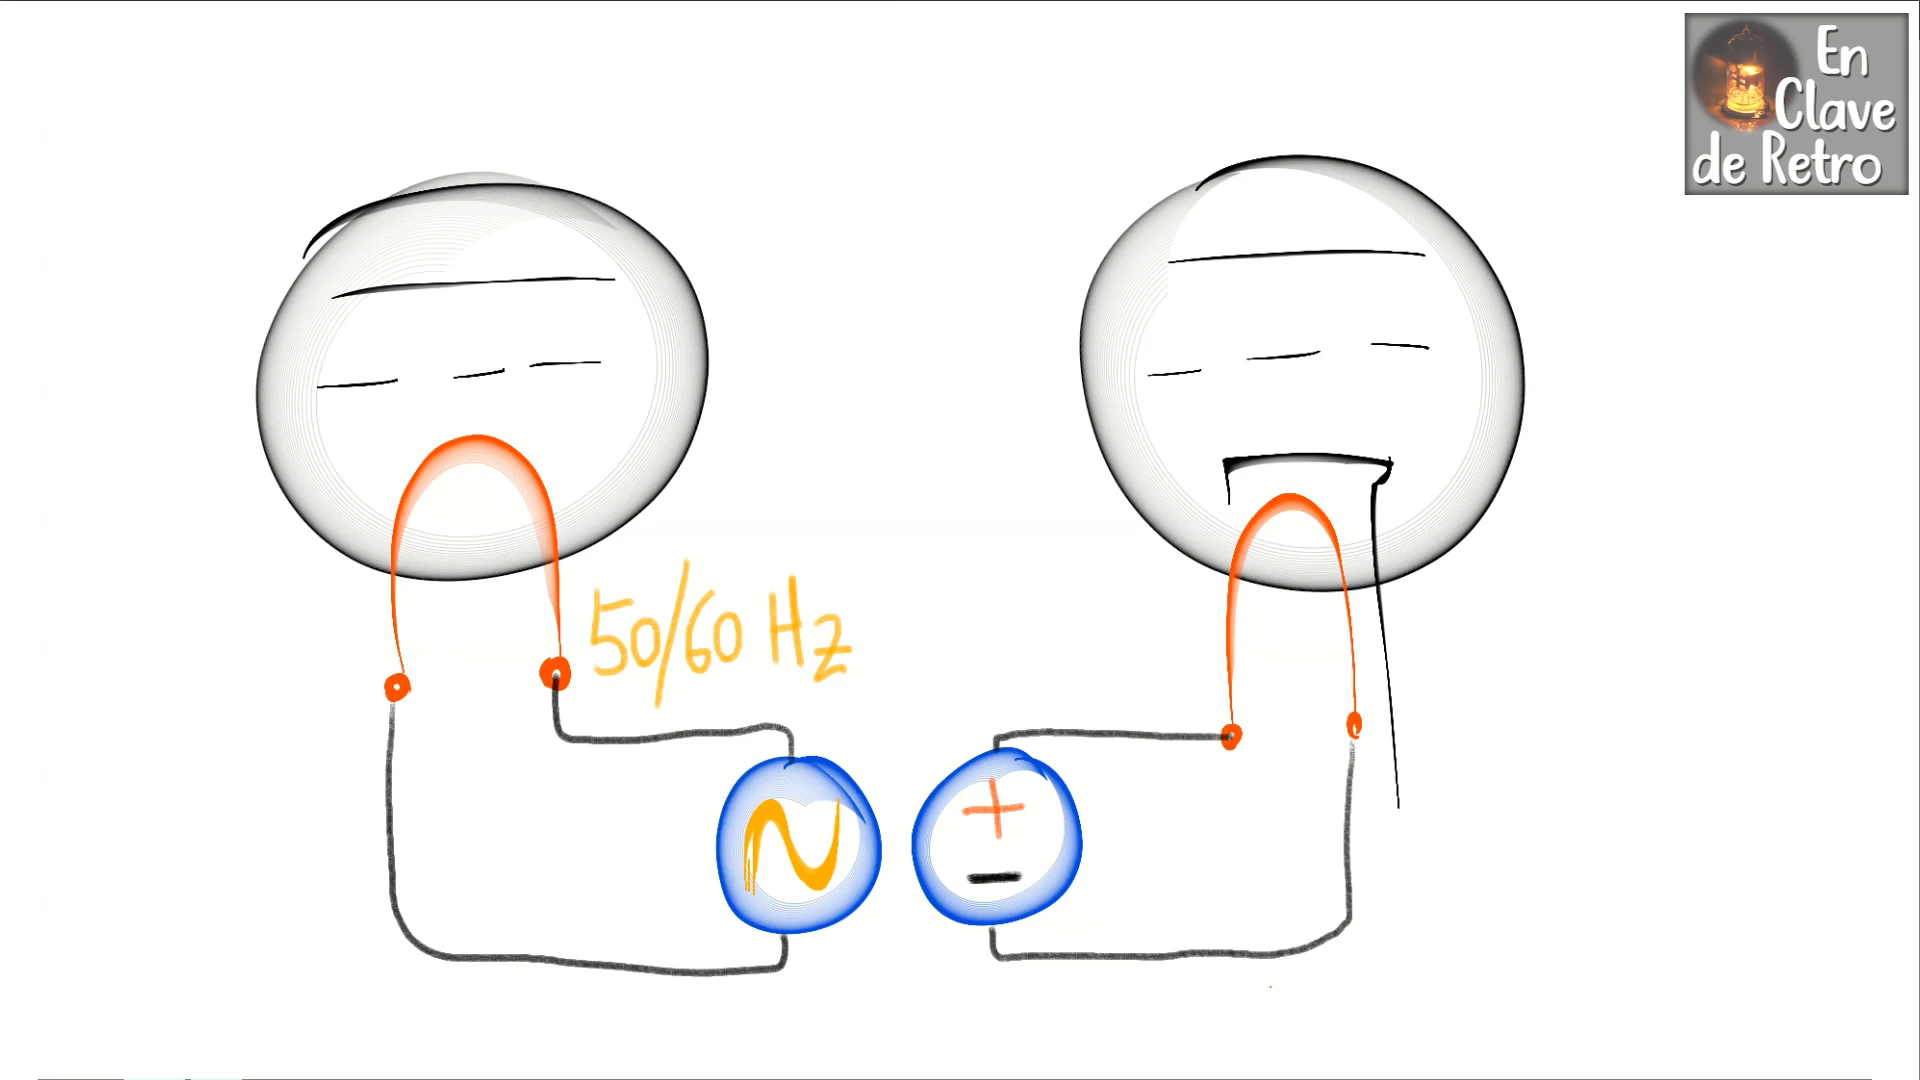 En
Clave
de Retro
50/60 Hz
+
−